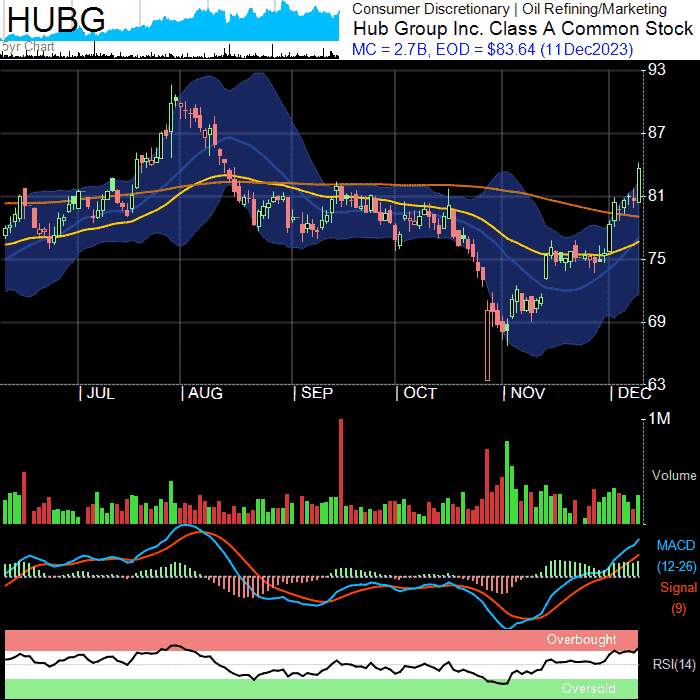 HUBG
5yr Chart
Consumer Discretionary | Oil Refining/Marketing
Hub Group Inc. Class A Common Stock
MC = 2.7B, EOD = $83.64 (11Dec2023)
93
87
81
75
69
63
| JUL | AUG | SEP | OCT | NOV | DEC
1M
Volume
MACD
(12-26)
Signal
(9)
Overbought
RSI(14)
Oversold